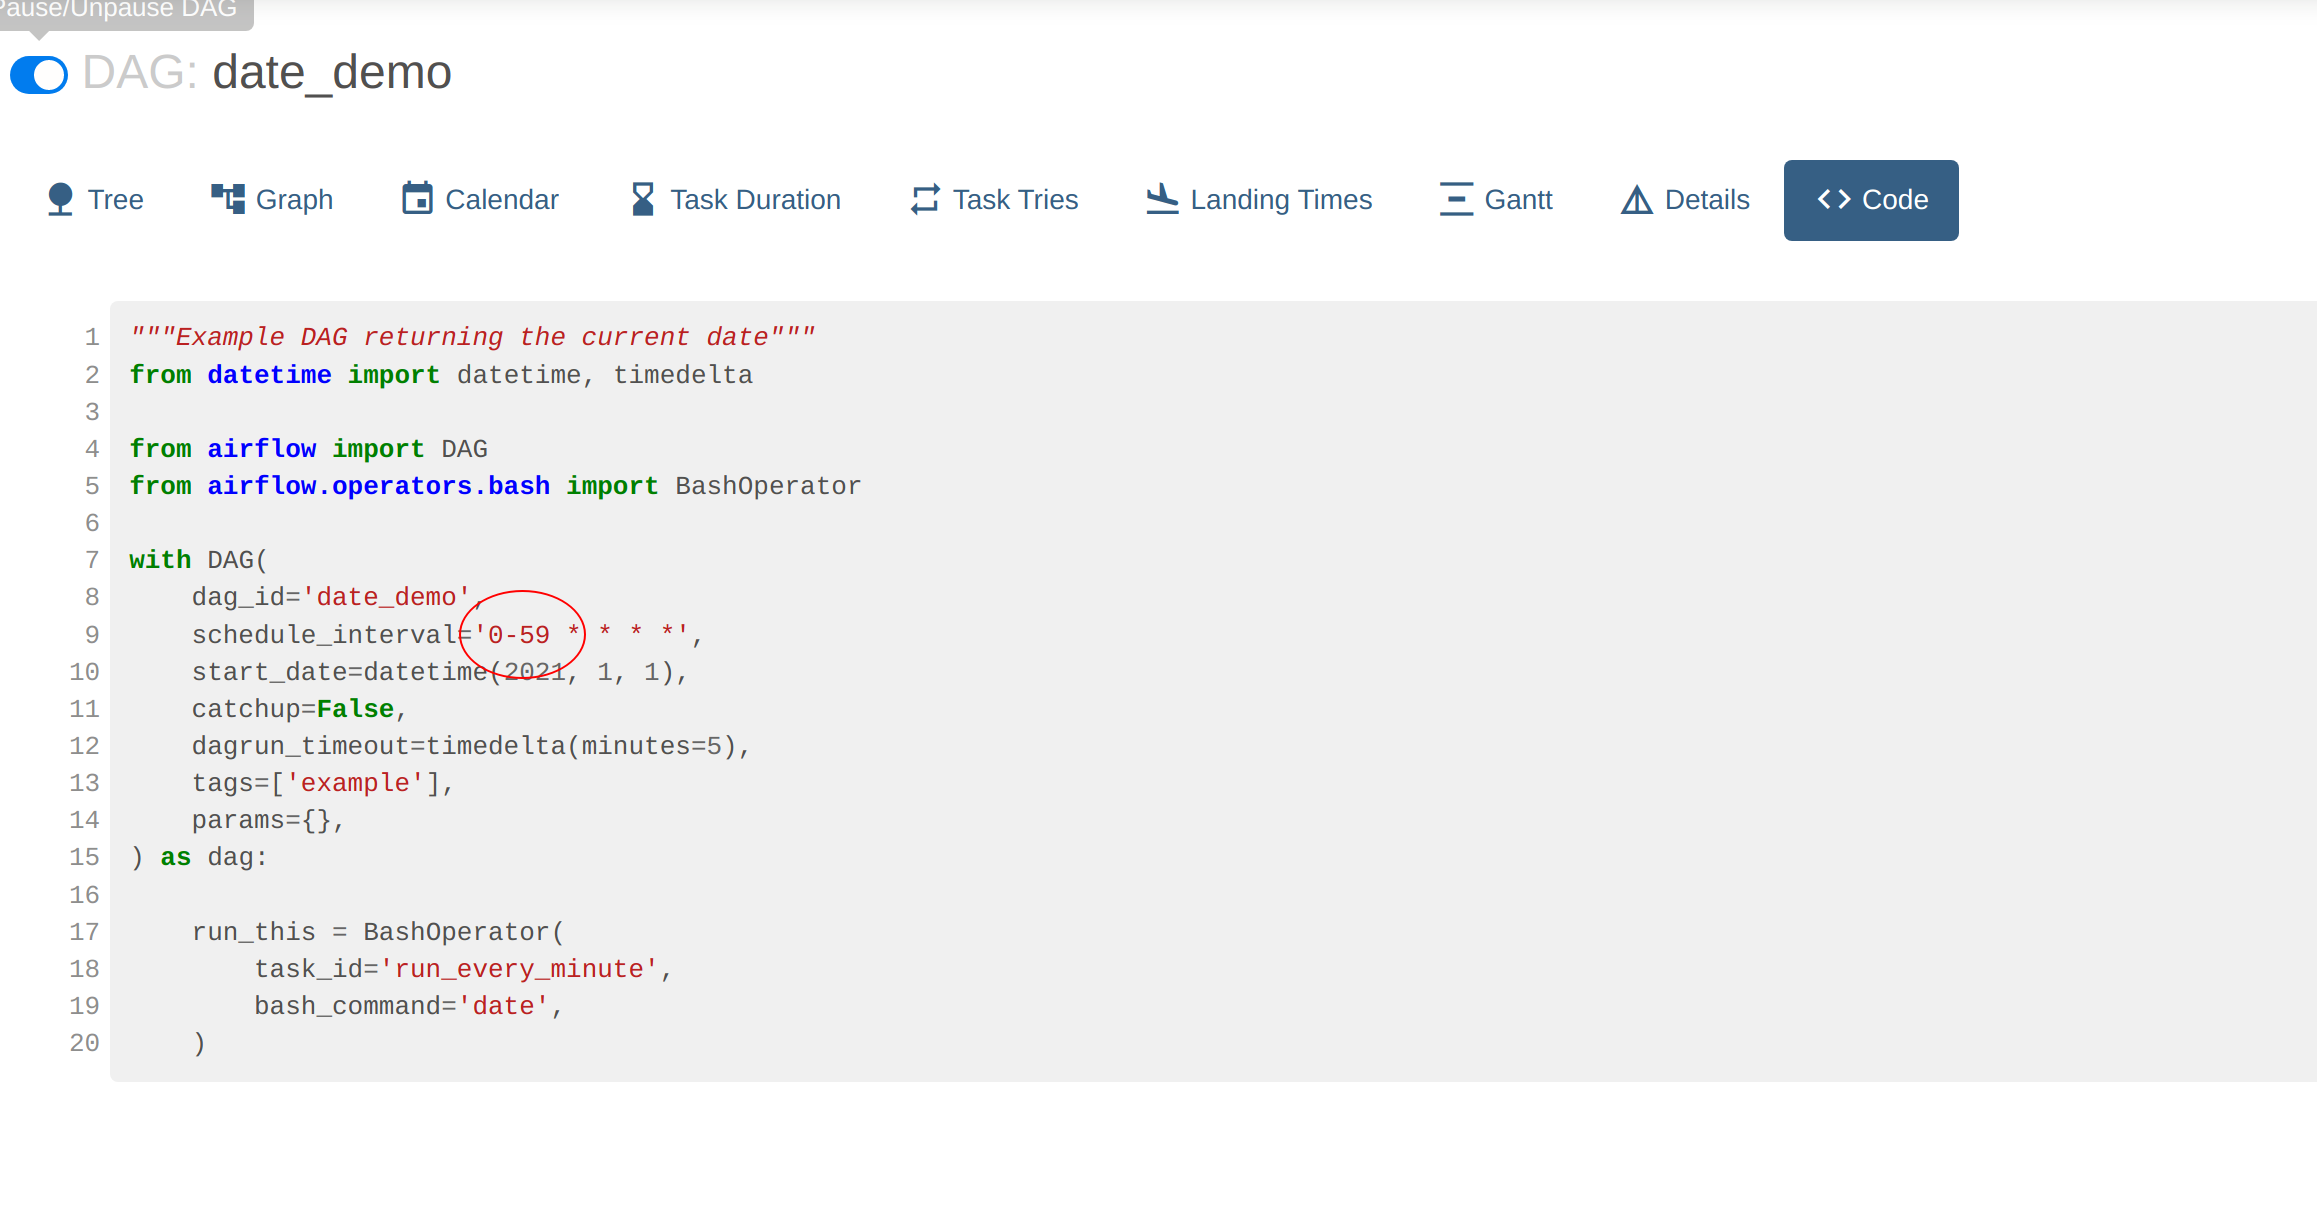 Pause/Unpause DAG
DAG: date_demo
Tree Graph Calendar Task Duration Task Tries Landing Times Gantt Details Code
1 """Example DAG returning the current date"""
2 from datetime import datetime, timedelta
3
4 from airflow import DAG
5 from airflow.operators.bash import BashOperator
6
7 with DAG(
8     dag_id='date_demo',
9     schedule_interval='0-59 * * * *',
10     start_date=datetime(2021, 1, 1),
11     catchup=False,
12     dagrun_timeout=timedelta(minutes=5),
13     tags=['example'],
14     params={},
15 ) as dag:
16
17     run_this = BashOperator(
18         task_id='run_every_minute',
19         bash_command='date',
20     )